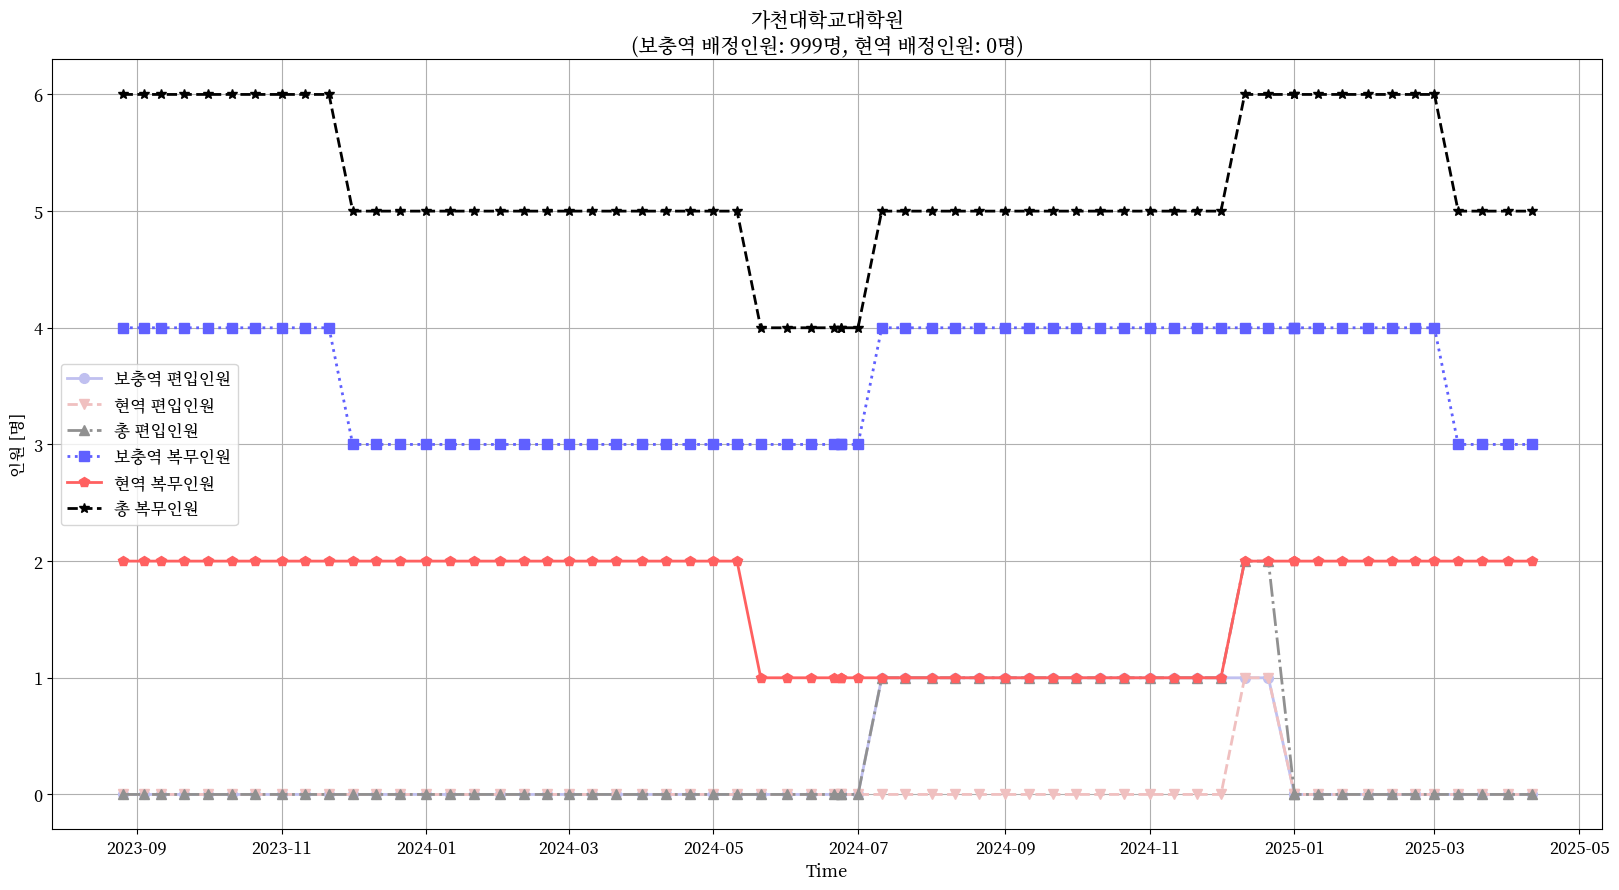 가천대학교대학원
(보충역 배정인원: 999명, 현역 배정인원: 0명)
인원 [명]
6
5
4
3
2
1
0
보충역 편입인원
현역 편입인원
총 편입인원
보충역 복무인원
현역 복무인원
총 복무인원
2023-09 2023-11 2024-01 2024-03 2024-05 2024-07 2024-09 2024-11 2025-01 2025-03 2025-05
Time